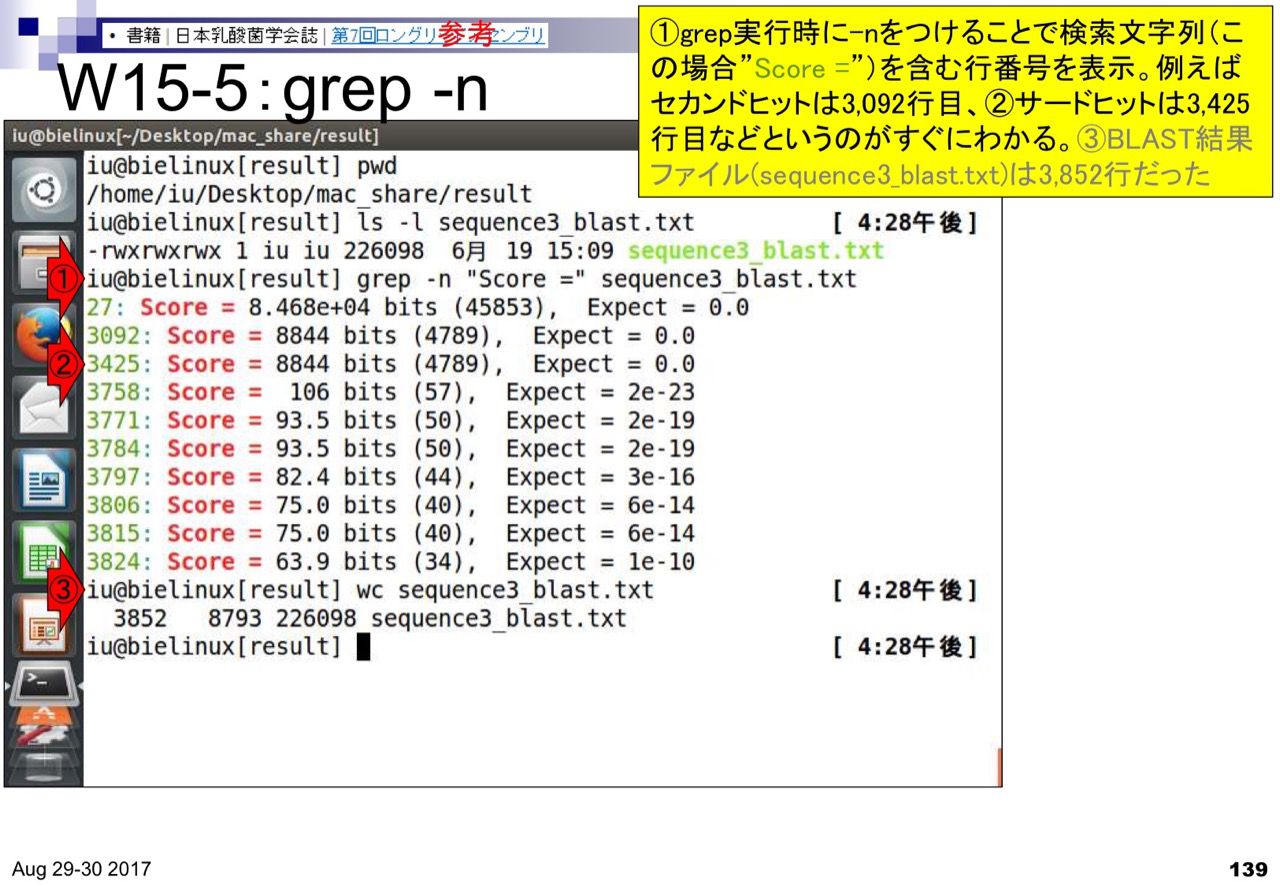 • 書籍 | 日本乳酸菌学会誌 | 第7回ロングリ 参考 センブリ
W15-5：grep -n
①grep実行時に-nをつけることで検索文字列（こ
の場合”Score =”）を含む行番号を表示。例えば
セカンドヒットは3,092行目、②サードヒットは3,425
行目などというのがすぐにわかる。③BLAST結果
ファイル(sequence3_blast.txt)は3,852行だった
iu@bielinux[~/Desktop/mac_share/result]
iu@bielinux[result] pwd
/home/iu/Desktop/mac_share/result
iu@bielinux[result] ls -l sequence3_blast.txt [ 4:28午後]
-rwxrwxrwx 1 iu iu 226098 6月 19 15:09 sequence3_blast.txt
① iu@bielinux[result] grep -n "Score =" sequence3_blast.txt
27: Score = 8.468e+04 bits (45853), Expect = 0.0
3092: Score = 8844 bits (4789), Expect = 0.0
② 3425: Score = 8844 bits (4789), Expect = 0.0
3758: Score = 106 bits (57), Expect = 2e-23
3771: Score = 93.5 bits (50), Expect = 2e-19
3784: Score = 93.5 bits (50), Expect = 2e-19
3797: Score = 82.4 bits (44), Expect = 3e-16
3806: Score = 75.0 bits (40), Expect = 6e-14
3815: Score = 75.0 bits (40), Expect = 6e-14
3824: Score = 63.9 bits (34), Expect = 1e-10
③ iu@bielinux[result] wc sequence3_blast.txt [ 4:28午後]
3852 8793 226098 sequence3_blast.txt
iu@bielinux[result] [ 4:28午後]
Aug 29-30 2017
139